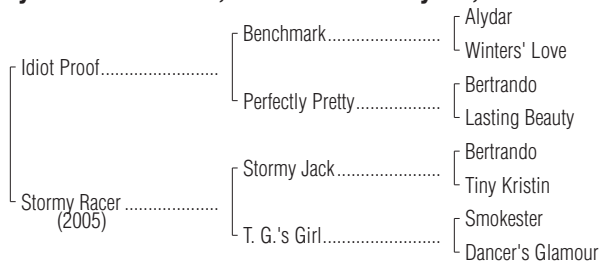 Alydar
Benchmark..........................
Winters' Love
Idiot Proof...........................
Bertrando
Perfectly Pretty....................
Lasting Beauty
Bertrando
Stormy Jack........................
Tiny Kristin
Stormy Racer .....................
(2005)
Smokester
T. G.'s Girl...........................
Dancer's Glamour